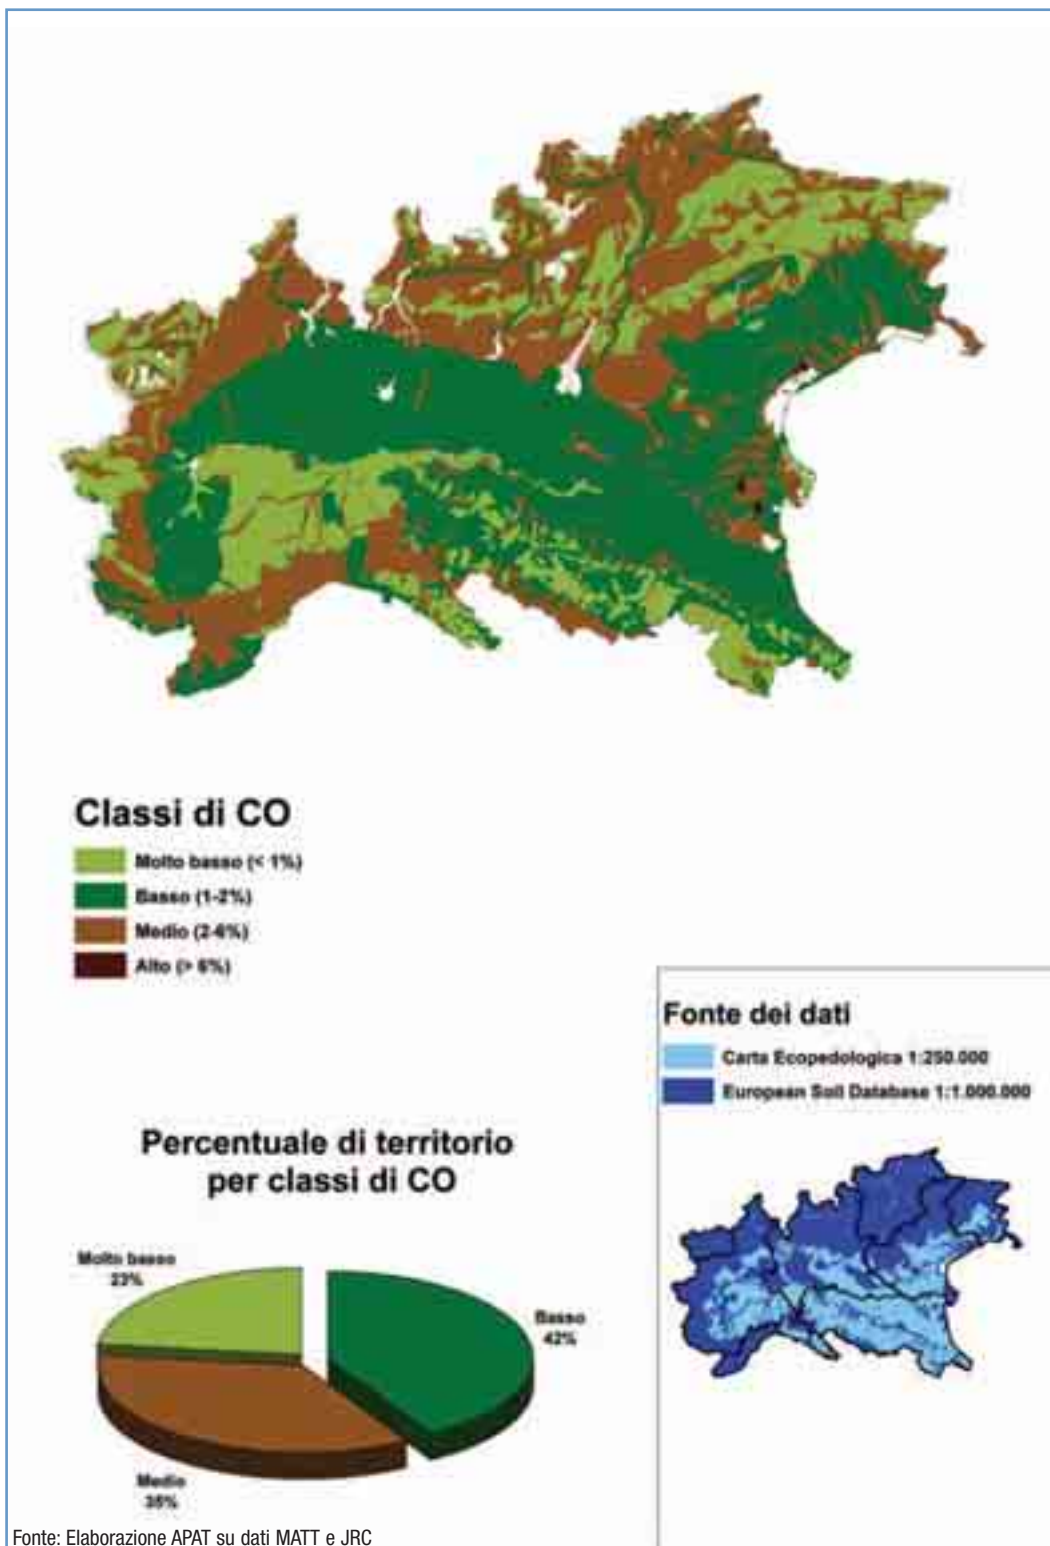 Classi di CO
Molto basso (< 1%)
Basso (1-2%)
Medio (2-6%)
Alto (> 6%)
Fonte dei dati
Carta Ecopedologica 1:250.000
European Soil Database 1:1.000.000
Percentuale di territorio
per classi di CO
Molto basso
23%
Basso
42%
Medio
35%
Fonte: Elaborazione APAT su dati MATT e JRC